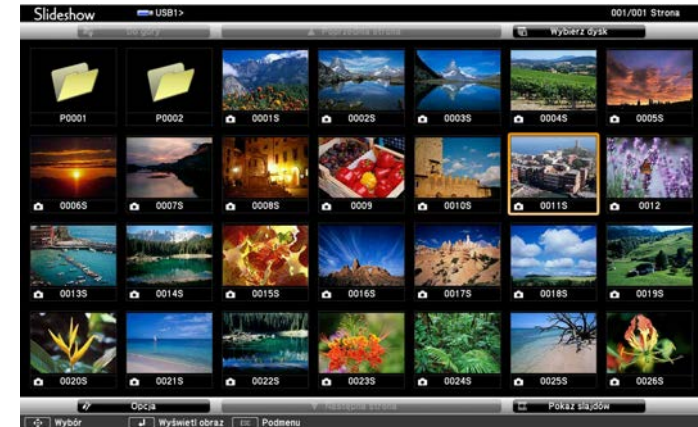 Slideshow USB1> 001/001 Strona
Do góry Poprzednia strona Wybierz dysk
P0001 P0002 0001S 0002S 0003S 0004S 0005S
0006S 0007S 0008S 0009 0010S 0011S 0012
0013S 0014S 0015S 0016S 0017S 0018S 0019S
0020S 0021S 0022S 0023S 0024S 0025S 0026S
Opcja Następna strona Pokaz slajdów
Wybór Wyświetl obraz Esc Podmenu